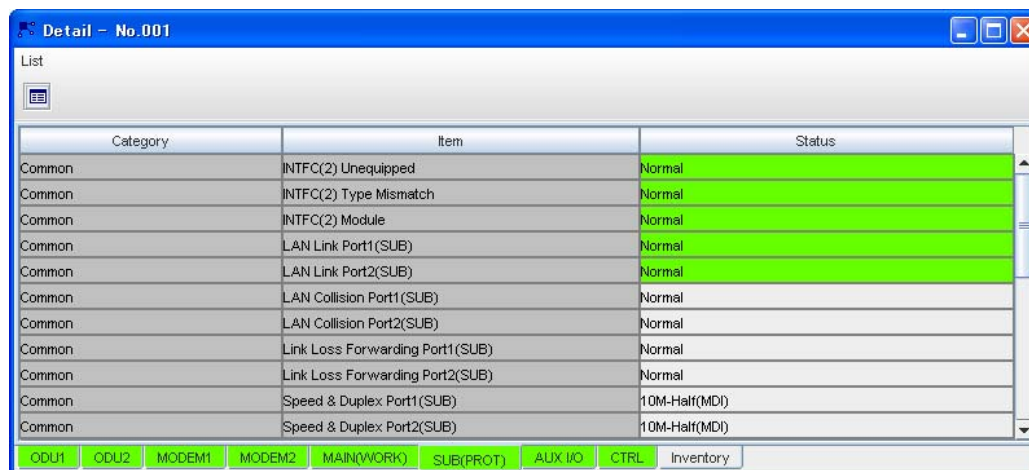 Detail - No.001
List
Category Item Status
Common INTFC(2) Unequipped Normal
Common INTFC(2) Type Mismatch Normal
Common INTFC(2) Module Normal
Common LAN Link Port1(SUB) Normal
Common LAN Link Port2(SUB) Normal
Common LAN Collision Port1(SUB) Normal
Common LAN Collision Port2(SUB) Normal
Common Link Loss Forwarding Port1(SUB) Normal
Common Link Loss Forwarding Port2(SUB) Normal
Common Speed & Duplex Port1(SUB) 10M-Half(MDI)
Common Speed & Duplex Port2(SUB) 10M-Half(MDI)
ODU1 ODU2 MODEM1 MODEM2 MAIN(WORK) SUB(PROT) AUX I/O CTRL Inventory